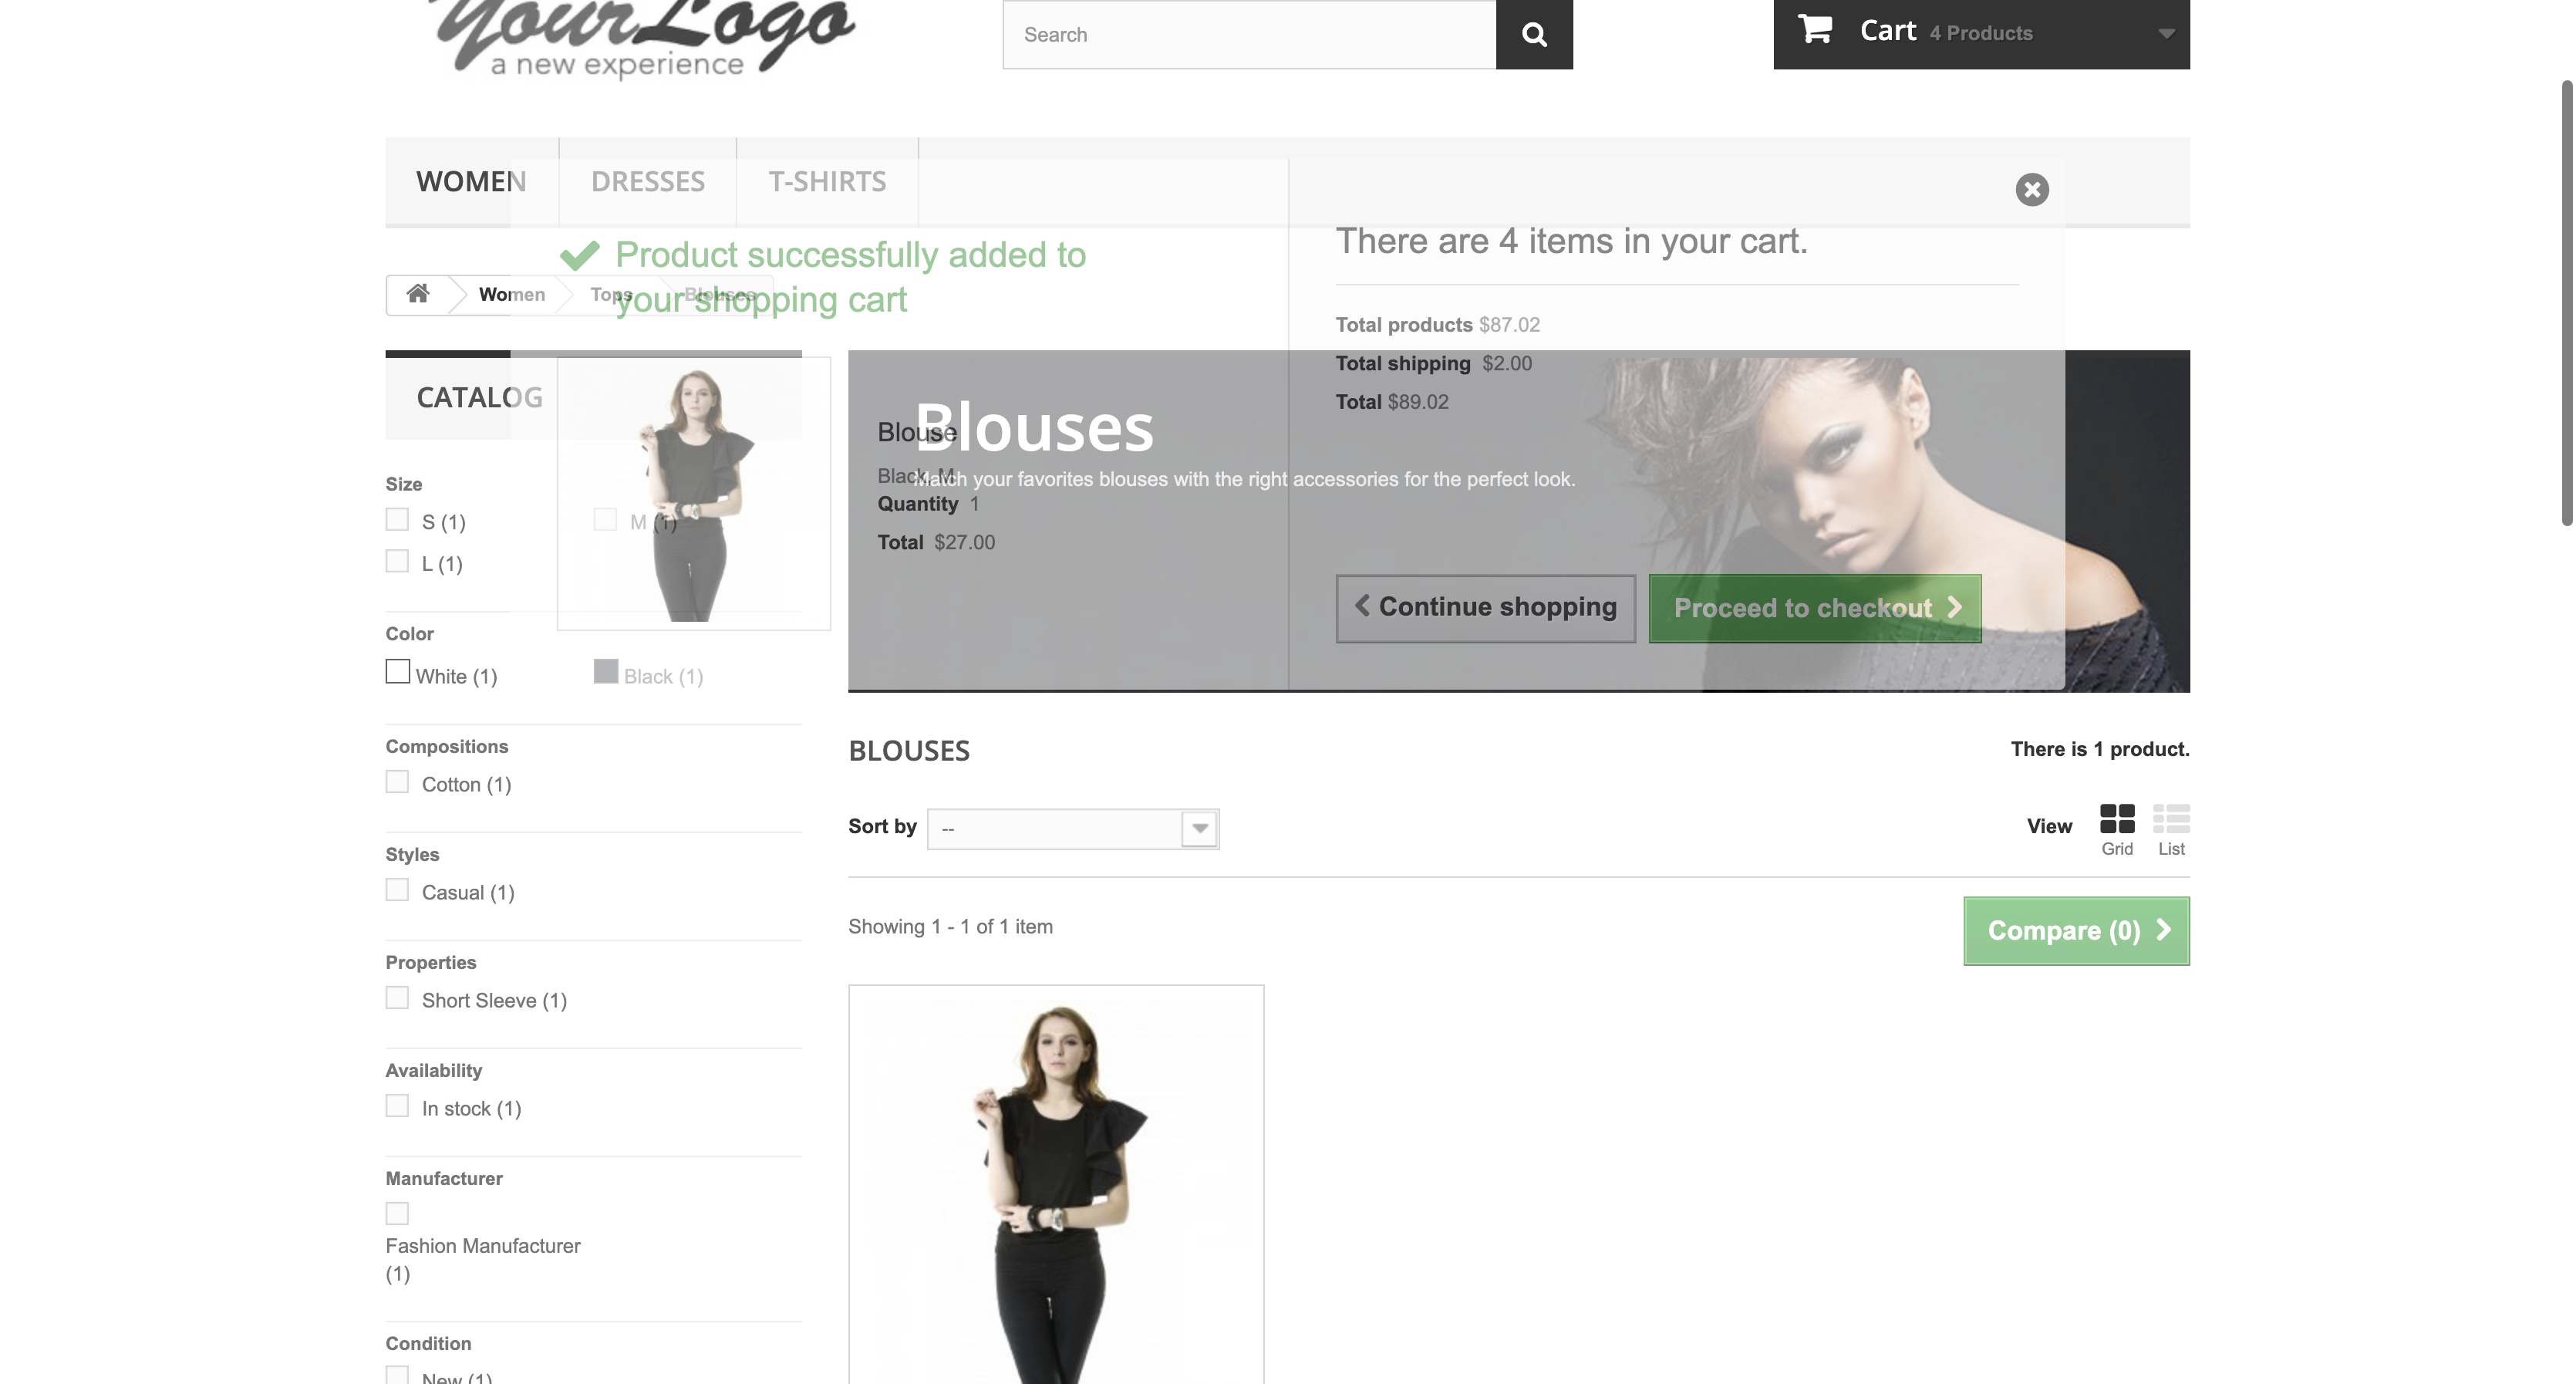 YourLogo
a new experience
Search
Cart 4 Products
WOMEN
DRESSES
T-SHIRTS
Product successfully added to
your shopping cart
There are 4 items in your cart.
Women
Tops
Blouses
Total products $87.02
Total shipping $2.00
Total $89.02
CATALOG
Blouses
Match your favorites blouses with the right accessories for the perfect look.
Blouse
Black, M
Quantity 1
Total $27.00
Continue shopping
Proceed to checkout
Size
S (1)
M (1)
L (1)
Color
White (1)
Black (1)
Compositions
Cotton (1)
Styles
Casual (1)
Properties
Short Sleeve (1)
Availability
In stock (1)
Manufacturer
Fashion Manufacturer
(1)
Condition
New (1)
BLOUSES
There is 1 product.
Sort by --
View
Grid
List
Showing 1 - 1 of 1 item
Compare (0)